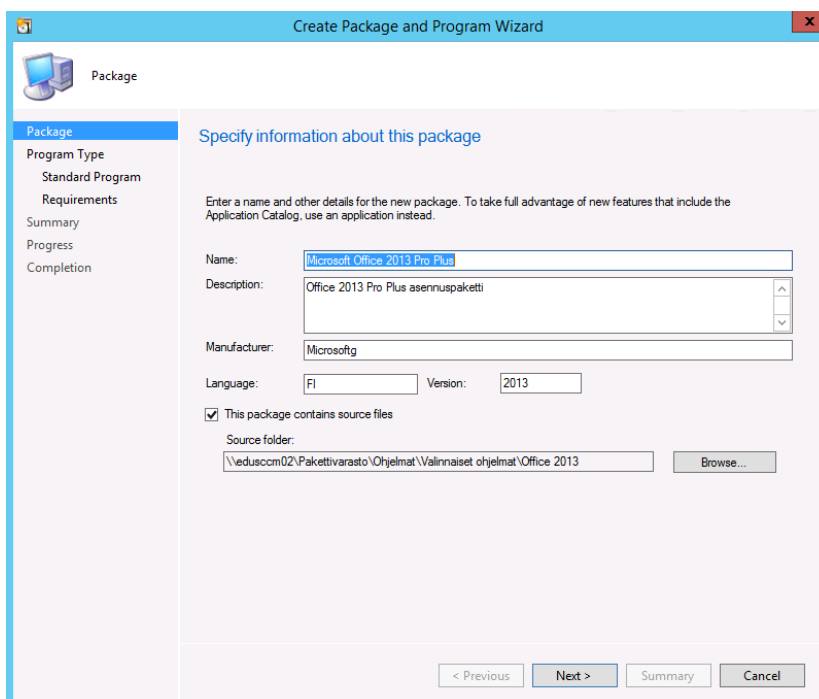 Create Package and Program Wizard
x
Package
Package
Program Type
Standard Program
Requirements
Summary
Progress
Completion
Specify information about this package
Enter a name and other details for the new package. To take full advantage of new features that include the
Application Catalog, use an application instead.
Name: Microsoft Office 2013 Pro Plus
Description: Office 2013 Pro Plus asennuspaketti
Manufacturer: Microsoftg
Language: FI Version: 2013
This package contains source files
Source folder:
\\edusccm02\Pakettivarasto\Ohjelmat\Valinnaiset ohjelmat\Office 2013 Browse...
< Previous Next > Summary Cancel